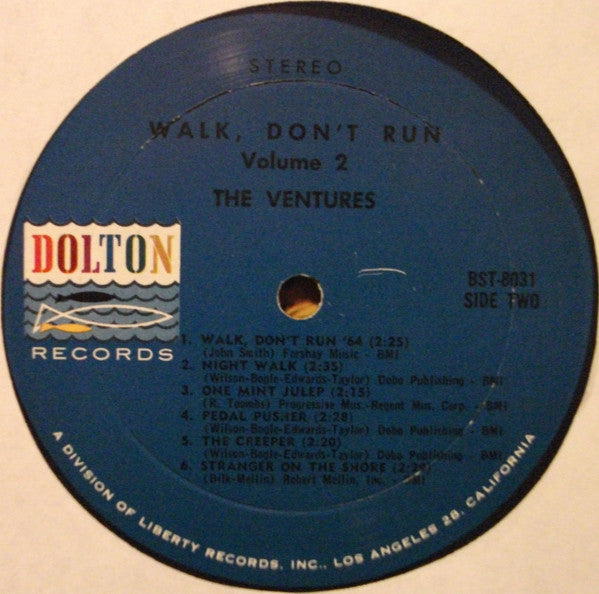 STEREO
WALK, DON'T RUN
Volume 2
THE VENTURES
DOLTON
RECORDS
BST-8031
SIDE TWO
1. WALK, DON'T RUN '64 (2:25)
(John Smith) Forshay Music - BMI
2. NIGHT WALK (2:35)
(Wilson-Bogle-Edwards-Taylor) Dobo Publishing - BMI
3. ONE MINT JULEP (2:15)
(R. Toombs) Progressive Mus.-Regent Mus. Corp. - BMI
4. PEDAL PUSHER (2:28)
(Wilson-Bogle-Edwards-Taylor) Dobo Publishing - BMI
5. THE CREEPER (2:20)
(Wilson-Bogle-Edwards-Taylor) Dobo Publishing - BMI
6. STRANGER ON THE SHORE
(Bilk-Mellin) Robert Mellin, Inc. - BMI
A DIVISION OF LIBERTY RECORDS, INC., LOS ANGELES 28, CALIFORNIA